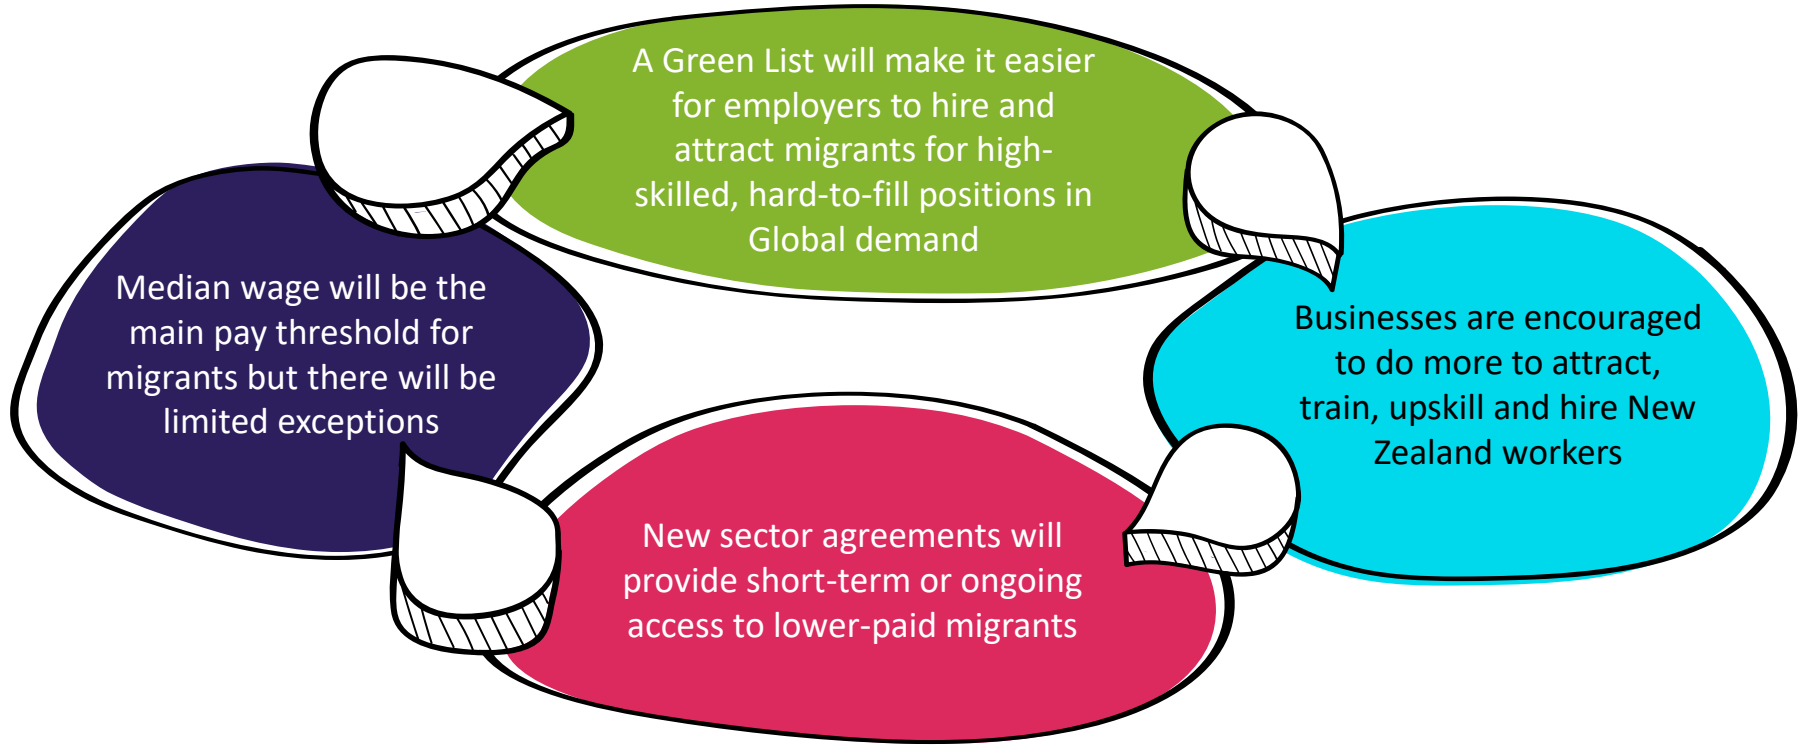 A Green List will make it easier
for employers to hire and
attract migrants for high-
skilled, hard-to-fill positions in
Global demand
Median wage will be the
main pay threshold for
migrants but there will be
limited exceptions
Businesses are encouraged
to do more to attract,
train, upskill and hire New
Zealand workers
New sector agreements will
provide short-term or ongoing
access to lower-paid migrants